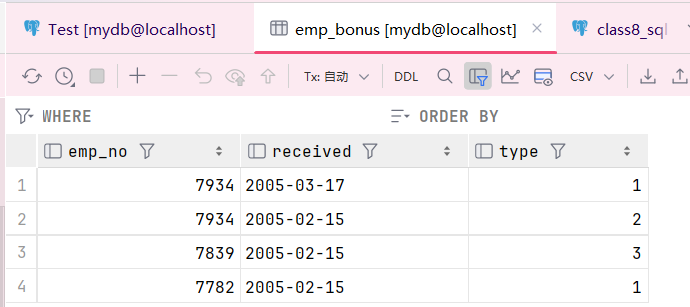 Test [mydb@localhost] emp_bonus [mydb@localhost] class8_sql
Tx: 自动 DDL CSV
WHERE ORDER BY
emp_no received type
1 7934 2005-03-17 1
2 7934 2005-02-15 2
3 7839 2005-02-15 3
4 7782 2005-02-15 1